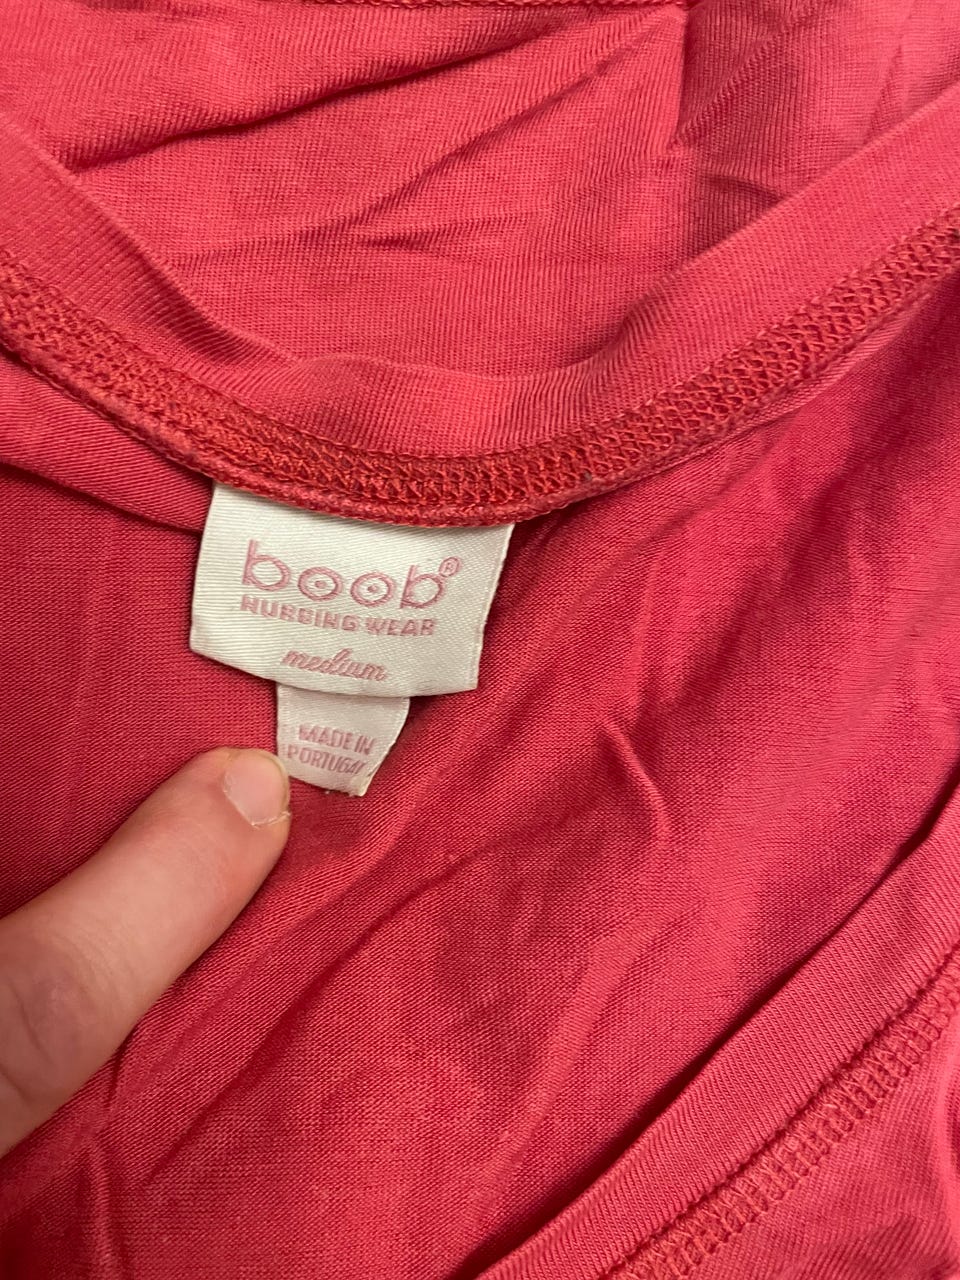 boob®
NURSING WEAR
medium
MADE IN
PORTUGAL